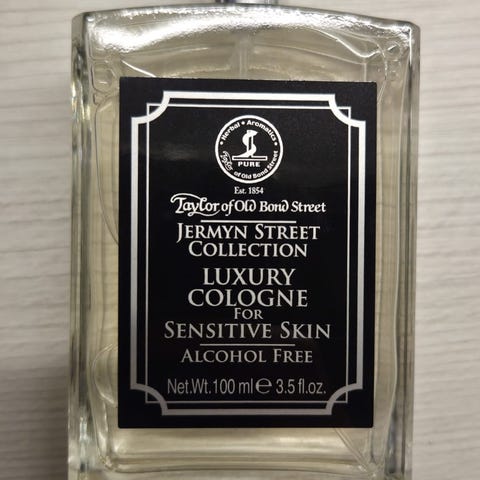 Herbal • Aromatics
PURE
Taylor of Old Bond Street
Est. 1854
Taylor of Old Bond Street
JERMYN STREET
COLLECTION
LUXURY
COLOGNE
FOR
SENSITIVE SKIN
ALCOHOL FREE
Net.Wt. 100 ml ℮ 3.5 fl.oz.